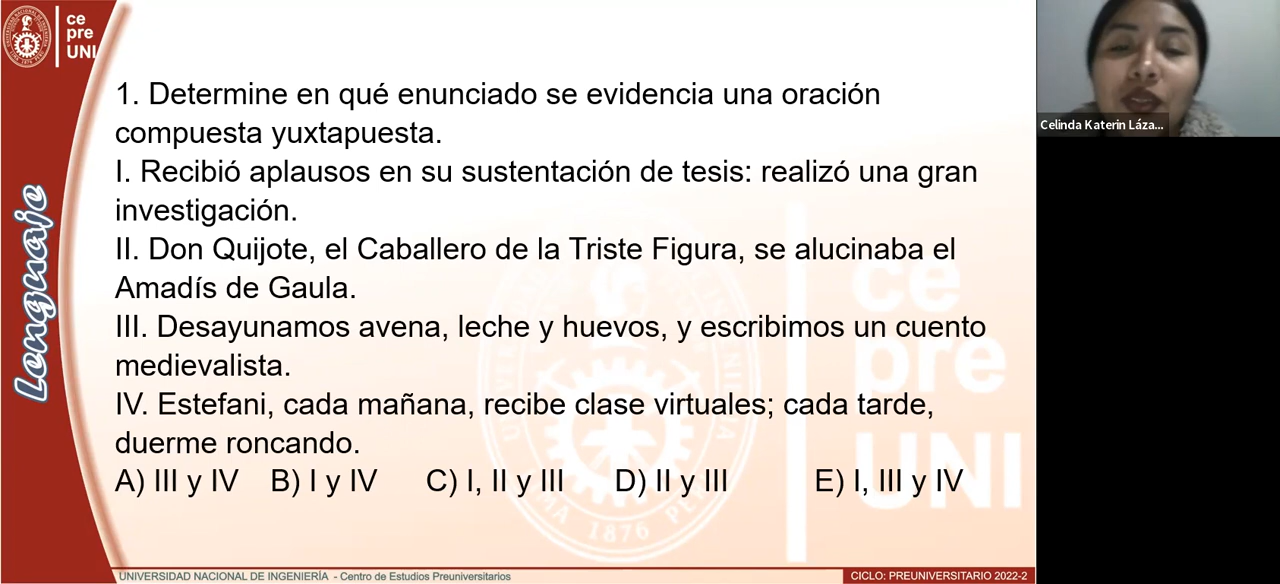 ce
pre
UNI
Lenguaje
1. Determine en qué enunciado se evidencia una oración
compuesta yuxtapuesta.
I. Recibió aplausos en su sustentación de tesis: realizó una gran
investigación.
II. Don Quijote, el Caballero de la Triste Figura, se alucinaba el
Amadís de Gaula.
III. Desayunamos avena, leche y huevos, y escribimos un cuento
medievalista.
IV. Estefani, cada mañana, recibe clase virtuales; cada tarde,
duerme roncando.
A) III y IV B) I y IV C) I, II y III D) II y III E) I, III y IV
ce
pre
UNI
1876
UNIVERSIDAD NACIONAL DE INGENIERÍA - Centro de Estudios Preuniversitarios
CICLO: PREUNIVERSITARIO 2022-2
Celinda Katerin Láza...